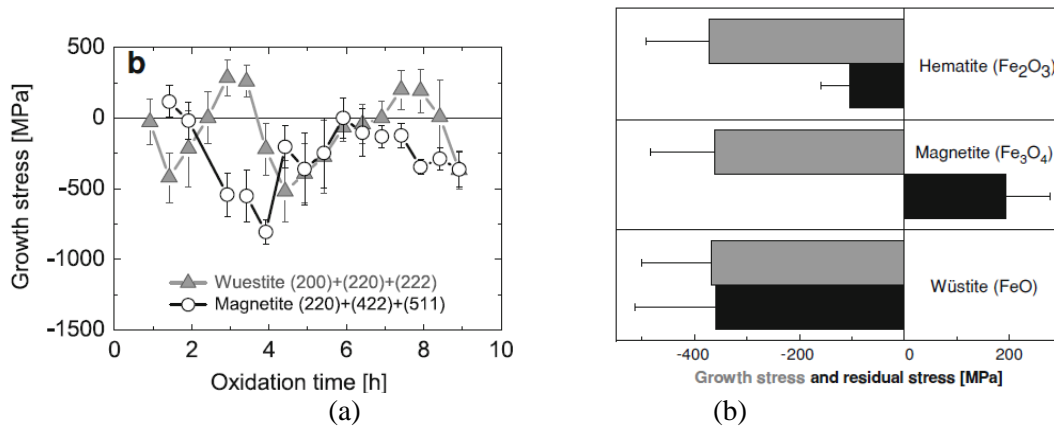 b
Growth stress [MPa]
500
0
-500
-1000
-1500
Wuestite (200)+(220)+(222)
Magnetite (220)+(422)+(511)
0 2 4 6 8 10
Oxidation time [h]
(a)
Hematite (Fe2O3)
Magnetite (Fe3O4)
Wüstite (FeO)
-400 -200 0 200
Growth stress and residual stress [MPa]
(b)